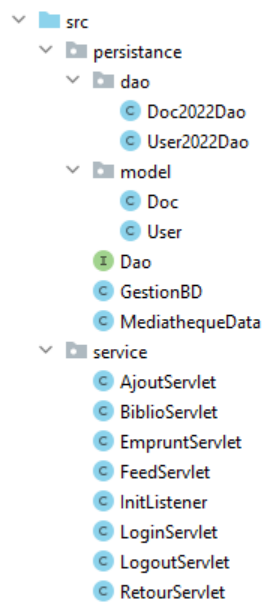 src
persistance
dao
C Doc2022Dao
C User2022Dao
model
C Doc
C User
I Dao
C GestionBD
C MediathequeData
service
C AjoutServlet
C BiblioServlet
C EmpruntServlet
C FeedServlet
C InitListener
C LoginServlet
C LogoutServlet
C RetourServlet